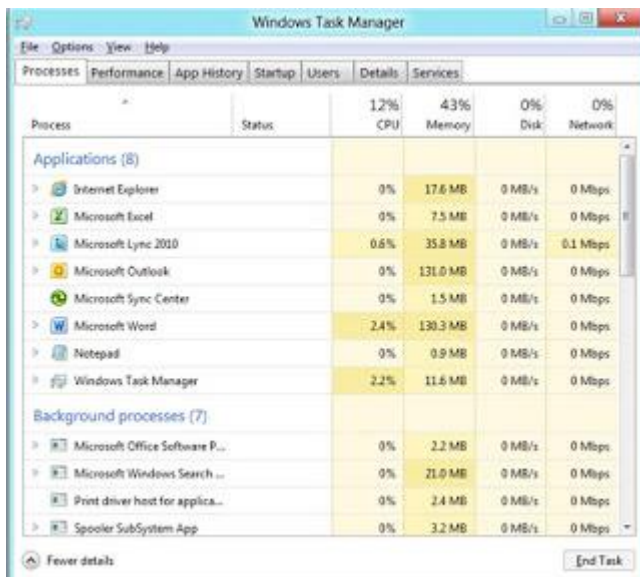 Windows Task Manager
File Options View Help
Processes Performance App History Startup Users Details Services
12% 43% 0% 0%
Process Status CPU Memory Disk Network
Applications (8)
Internet Explorer 0% 17.6 MB 0 MB/s 0 Mbps
Microsoft Excel 0% 7.5 MB 0 MB/s 0 Mbps
Microsoft Lync 2010 0.6% 35.8 MB 0 MB/s 0.1 Mbps
Microsoft Outlook 0% 131.0 MB 0 MB/s 0 Mbps
Microsoft Sync Center 0% 1.5 MB 0 MB/s 0 Mbps
Microsoft Word 2.4% 130.3 MB 0 MB/s 0 Mbps
Notepad 0% 0.9 MB 0 MB/s 0 Mbps
Windows Task Manager 2.2% 11.6 MB 0 MB/s 0 Mbps
Background processes (7)
Microsoft Office Software P... 0% 2.2 MB 0 MB/s 0 Mbps
Microsoft Windows Search ... 0% 21.0 MB 0 MB/s 0 Mbps
Print driver host for applica... 0% 2.4 MB 0 MB/s 0 Mbps
Spooler SubSystem App 0% 3.2 MB 0 MB/s 0 Mbps
Fewer details End Task